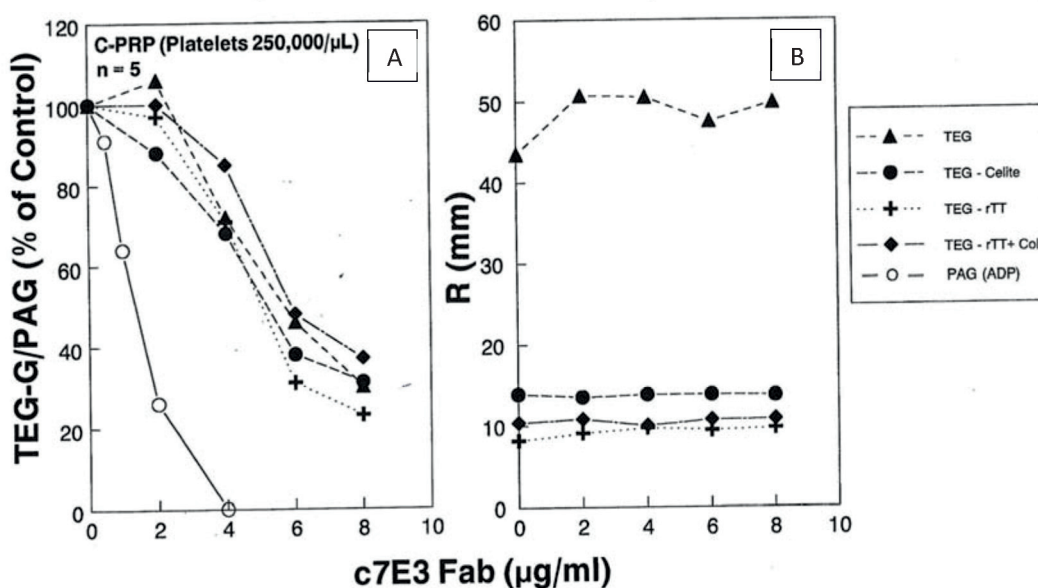 C-PRP (Platelets 250,000/µL)
n = 5
A
TEG-G/PAG (% of Control)
120
100
80
60
40
20
0
0 2 4 6 8 10
B
R (mm)
60
50
40
30
20
10
0
0 2 4 6 8 10
c7E3 Fab (µg/ml)
TEG
TEG - Celite
TEG - rTT
TEG - rTT+ Col
PAG (ADP)